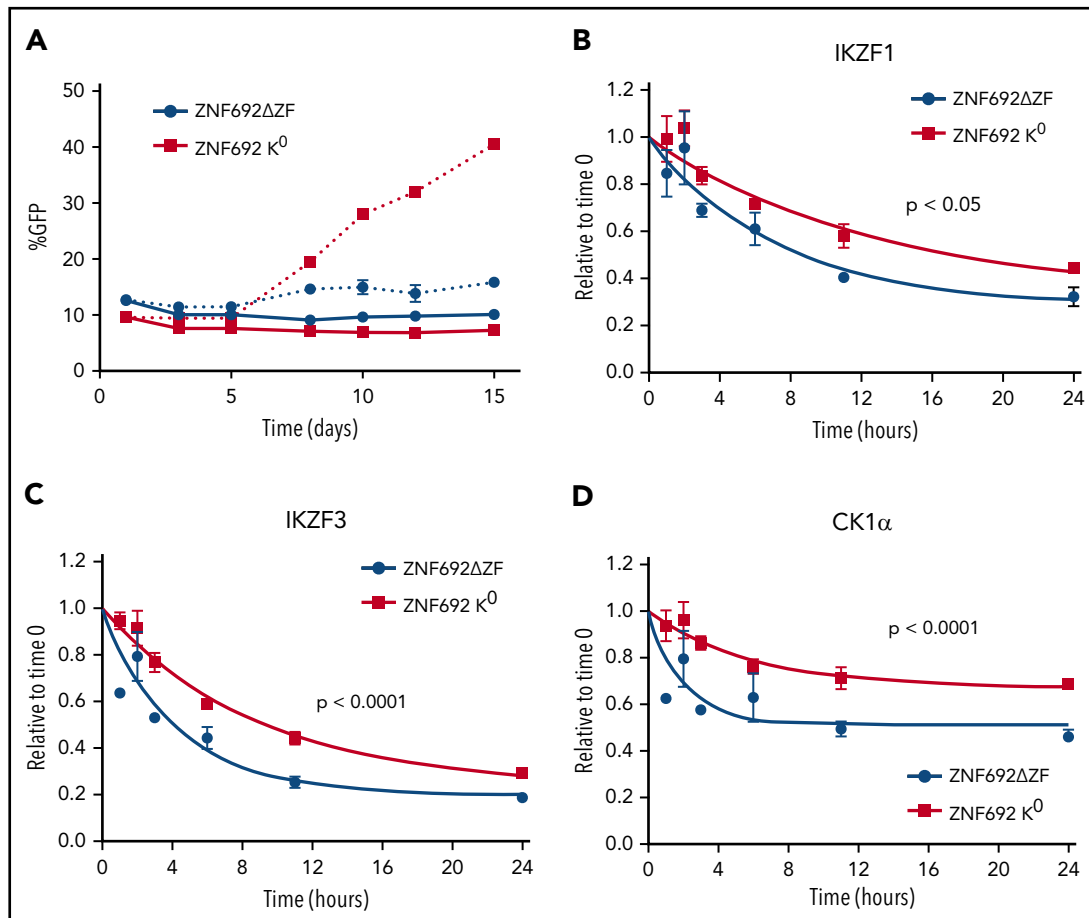 A
50
40
30
20
10
0
%GFP
ZNF692ΔZF
ZNF692 K⁰
0
5
10
15
Time (days)
B
IKZF1
1.2
1.0
0.8
0.6
0.4
0.2
0.0
Relative to time 0
ZNF692ΔZF
ZNF692 K⁰
p < 0.05
0
4
8
12
16
20
24
Time (hours)
C
IKZF3
1.2
1.0
0.8
0.6
0.4
0.2
0.0
Relative to time 0
ZNF692ΔZF
ZNF692 K⁰
p < 0.0001
0
4
8
12
16
20
24
Time (hours)
D
CK1α
1.2
1.0
0.8
0.6
0.4
0.2
0.0
Relative to time 0
p < 0.0001
ZNF692ΔZF
ZNF692 K⁰
0
4
8
12
16
20
24
Time (hours)